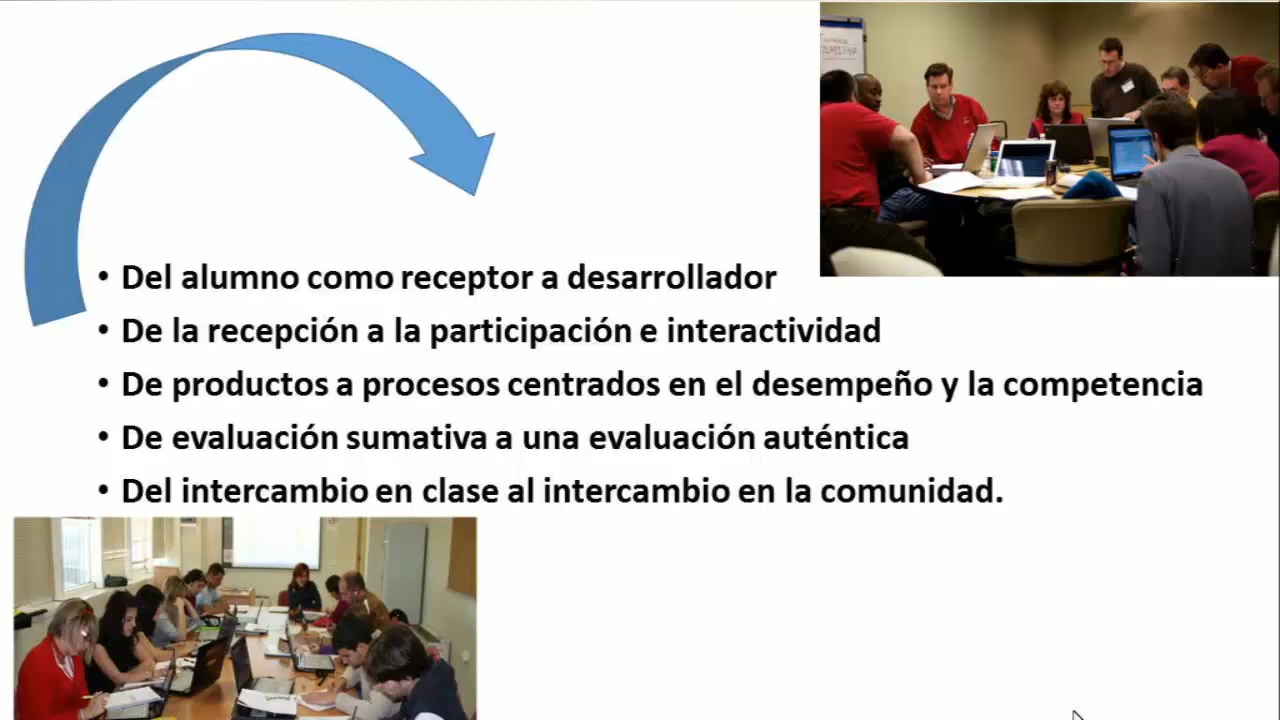 • Del alumno como receptor a desarrollador
• De la recepción a la participación e interactividad
• De productos a procesos centrados en el desempeño y la competencia
• De evaluación sumativa a una evaluación auténtica
• Del intercambio en clase al intercambio en la comunidad.